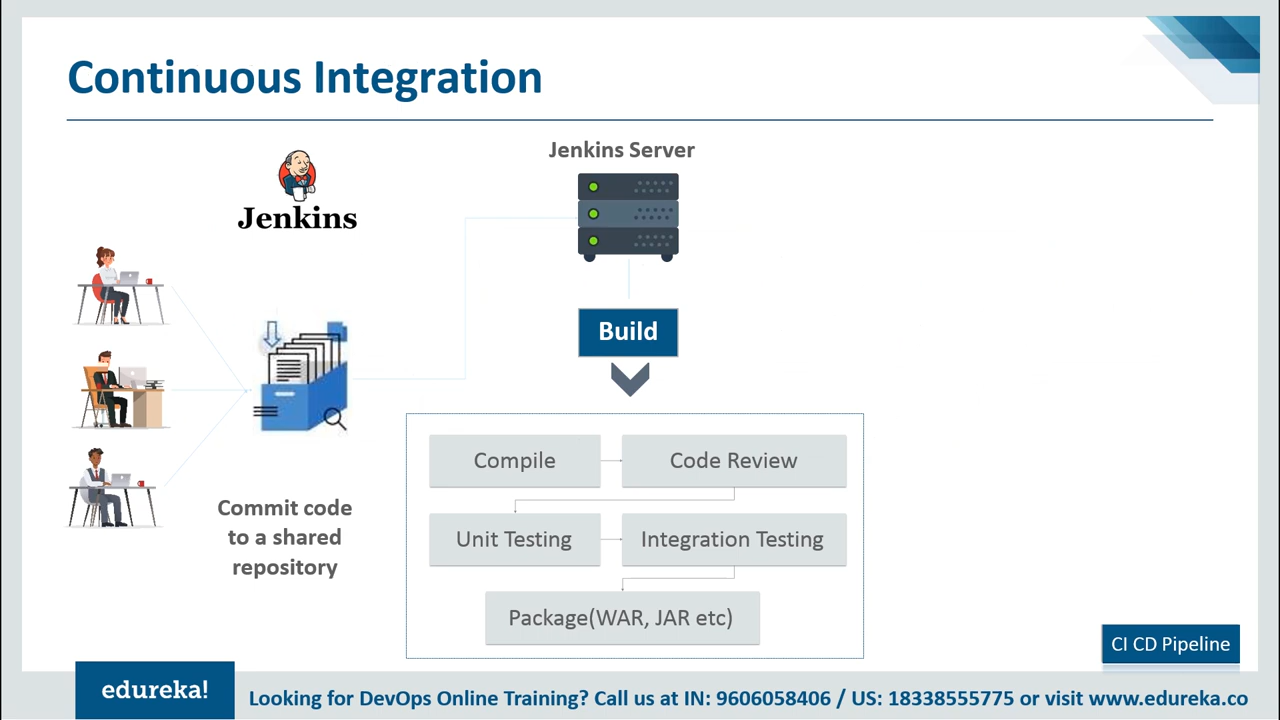 Continuous Integration
Jenkins Server
Jenkins
Build
Commit code
to a shared
repository
Compile
Code Review
Unit Testing
Integration Testing
Package(WAR, JAR etc)
CI CD Pipeline
edureka!
Looking for DevOps Online Training? Call us at IN: 9606058406 / US: 18338555775 or visit www.edureka.co